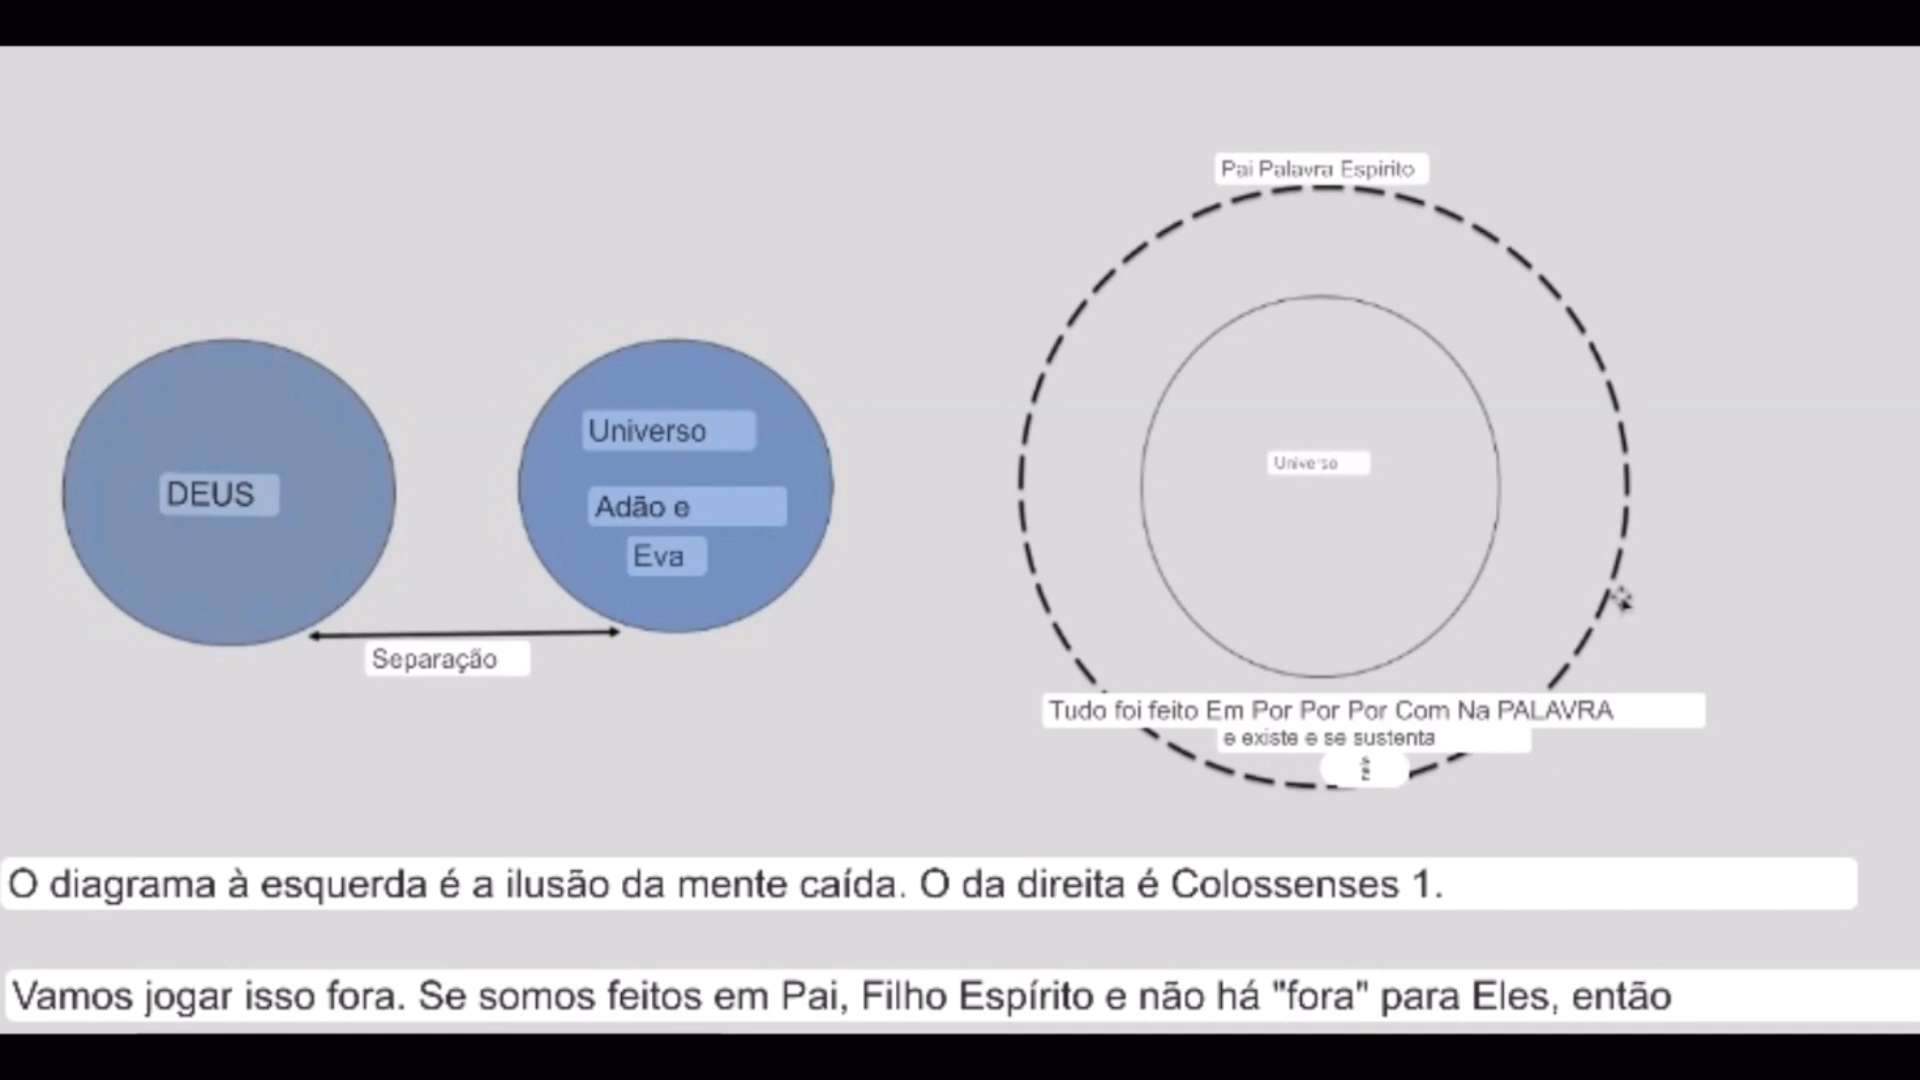 Pai Palavra Espírito
DEUS
Universo
Adão e
Eva
Separação
Universo
Tudo foi feito Em Por Por Por Com Na PALAVRA
e existe e se sustenta
O diagrama à esquerda é a ilusão da mente caída. O da direita é Colossenses 1.
Vamos jogar isso fora. Se somos feitos em Pai, Filho Espírito e não há "fora" para Eles, então